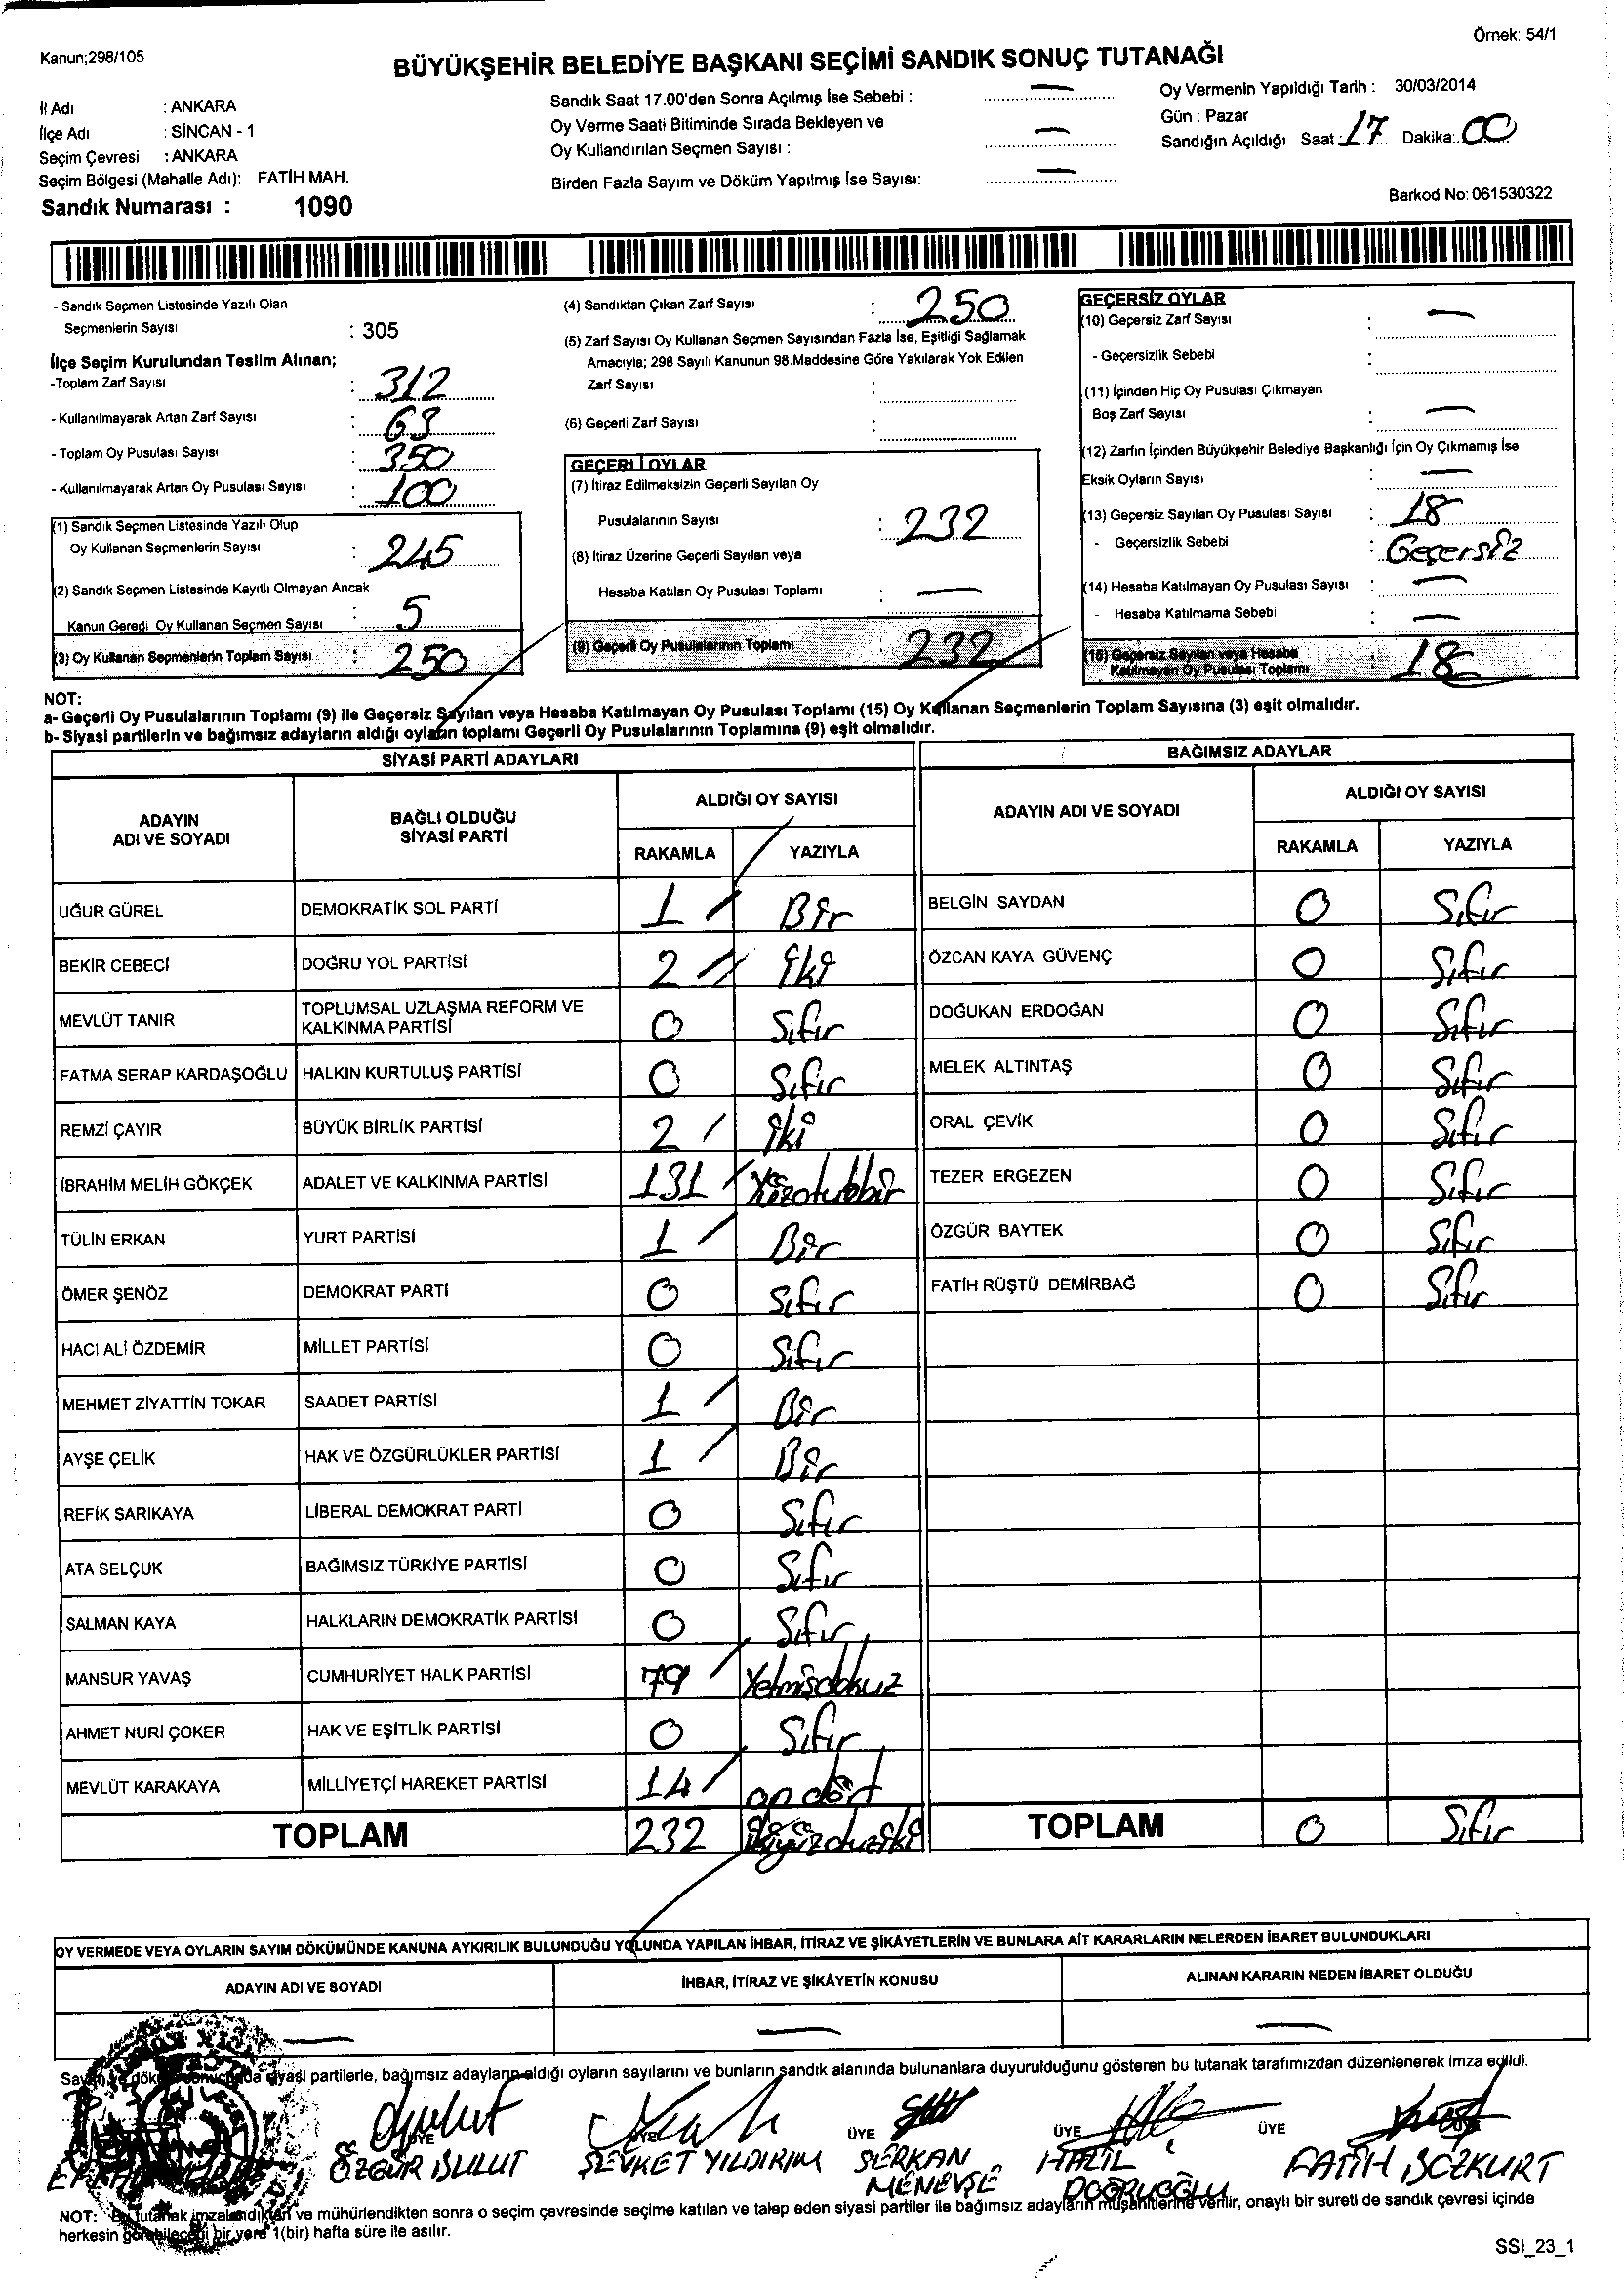 Örnek: 54/1
Kanun;298/105
BÜYÜKŞEHİR BELEDİYE BAŞKANI SEÇİMİ SANDIK SONUÇ TUTANAĞI
İl Adı : ANKARA
İlçe Adı : SİNCAN - 1
Seçim Çevresi : ANKARA
Seçim Bölgesi (Mahalle Adı): FATİH MAH.
Sandık Numarası : 1090
Sandık Saat 17.00'den Sonra Açılmış İse Sebebi : —
Oy Verme Saati Bitiminde Sırada Bekleyen ve
Oy Kullandırılan Seçmen Sayısı : —
Birden Fazla Sayım ve Döküm Yapılmış İse Sayısı: —
Oy Vermenin Yapıldığı Tarih : 30/03/2014
Gün : Pazar
Sandığın Açıldığı Saat : 17 Dakika: 00
Barkod No: 061530322
- Sandık Seçmen Listesinde Yazılı Olan
Seçmenlerin Sayısı : 305
İlçe Seçim Kurulundan Teslim Alınan;
-Toplam Zarf Sayısı : 312
- Kullanılmayarak Artan Zarf Sayısı : 63
- Toplam Oy Pusulası Sayısı : 350
- Kullanılmayarak Artan Oy Pusulası Sayısı : 100
(1) Sandık Seçmen Listesinde Yazılı Olup
Oy Kullanan Seçmenlerin Sayısı : 245
(2) Sandık Seçmen Listesinde Kayıtlı Olmayan Ancak
Kanun Gereği Oy Kullanan Seçmen Sayısı : 5
(3) Oy Kullanan Seçmenlerin Toplam Sayısı : 250
(4) Sandıktan Çıkan Zarf Sayısı : 250
(5) Zarf Sayısı Oy Kullanan Seçmen Sayısından Fazla İse, Eşitliği Sağlamak
Amacıyla; 298 Sayılı Kanunun 98.Maddesine Göre Yakılarak Yok Edilen
Zarf Sayısı :
(6) Geçerli Zarf Sayısı :
GEÇERLİ OYLAR
(7) İtiraz Edilmeksizin Geçerli Sayılan Oy
Pusulalarının Sayısı : 232
(8) İtiraz Üzerine Geçerli Sayılan veya
Hesaba Katılan Oy Pusulası Toplamı : —
(9) Geçerli Oy Pusulalarının Toplamı 232
GEÇERSİZ OYLAR
(10) Geçersiz Zarf Sayısı : —
- Geçersizlik Sebebi :
(11) İçinden Hiç Oy Pusulası Çıkmayan
Boş Zarf Sayısı : —
(12) Zarfın İçinden Büyükşehir Belediye Başkanlığı İçin Oy Çıkmamış İse
Eksik Oyların Sayısı : —
(13) Geçersiz Sayılan Oy Pusulası Sayısı : 18
- Geçersizlik Sebebi : Geçersiz
(14) Hesaba Katılmayan Oy Pusulası Sayısı : —
- Hesaba Katılmama Sebebi : —
(15) Geçersiz Sayılan veya Hesaba
Katılmayan Oy Pusulası Toplamı : 18
NOT:
a- Geçerli Oy Pusulalarının Toplamı (9) ile Geçersiz Sayılan veya Hesaba Katılmayan Oy Pusulası Toplamı (15) Oy Kullanan Seçmenlerin Toplam Sayısına (3) eşit olmalıdır.
b- Siyasi partilerin ve bağımsız adayların aldığı oyların toplamı Geçerli Oy Pusulalarının Toplamına (9) eşit olmalıdır.
SİYASİ PARTİ ADAYLARI BAĞIMSIZ ADAYLAR
ADAYIN ADI VE SOYADI BAĞLI OLDUĞU SİYASİ PARTİ ALDIĞI OY SAYISI ADAYIN ADI VE SOYADI ALDIĞI OY SAYISI
RAKAMLA YAZIYLA RAKAMLA YAZIYLA
UĞUR GÜREL DEMOKRATİK SOL PARTİ 1 Bir BELGİN SAYDAN 0 Sıfır
BEKİR CEBECİ DOĞRU YOL PARTİSİ 2 İki ÖZCAN KAYA GÜVENÇ 0 Sıfır
MEVLÜT TANIR TOPLUMSAL UZLAŞMA REFORM VE KALKINMA PARTİSİ 0 Sıfır DOĞUKAN ERDOĞAN 0 Sıfır
FATMA SERAP KARDAŞOĞLU HALKIN KURTULUŞ PARTİSİ 0 Sıfır MELEK ALTINTAŞ 0 Sıfır
REMZİ ÇAYIR BÜYÜK BİRLİK PARTİSİ 2 İki ORAL ÇEVİK 0 Sıfır
İBRAHİM MELİH GÖKÇEK ADALET VE KALKINMA PARTİSİ 131 Yüzotuzbir TEZER ERGEZEN 0 Sıfır
TÜLİN ERKAN YURT PARTİSİ 1 Bir ÖZGÜR BAYTEK 0 Sıfır
ÖMER ŞENÖZ DEMOKRAT PARTİ 0 Sıfır FATİH RÜŞTÜ DEMİRBAĞ 0 Sıfır
HACI ALİ ÖZDEMİR MİLLET PARTİSİ 0 Sıfır
MEHMET ZİYATTİN TOKAR SAADET PARTİSİ 1 Bir
AYŞE ÇELİK HAK VE ÖZGÜRLÜKLER PARTİSİ 1 Bir
REFİK SARIKAYA LİBERAL DEMOKRAT PARTİ 0 Sıfır
ATA SELÇUK BAĞIMSIZ TÜRKİYE PARTİSİ 0 Sıfır
SALMAN KAYA HALKLARIN DEMOKRATİK PARTİSİ 0 Sıfır
MANSUR YAVAŞ CUMHURİYET HALK PARTİSİ 79 Yetmişdokuz
AHMET NURİ ÇOKER HAK VE EŞİTLİK PARTİSİ 0 Sıfır
MEVLÜT KARAKAYA MİLLİYETÇİ HAREKET PARTİSİ 14 on dört
TOPLAM 232 TOPLAM 0 Sıfır
OY VERMEDE VEYA OYLARIN SAYIM DÖKÜMÜNDE KANUNA AYKIRILIK BULUNDUĞU YOLUNDA YAPILAN İHBAR, İTİRAZ VE ŞİKÂYETLERİN VE BUNLARA AİT KARARLARIN NELERDEN İBARET BULUNDUKLARI
ADAYIN ADI VE SOYADI İHBAR, İTİRAZ VE ŞİKÂYETİN KONUSU ALINAN KARARIN NEDEN İBARET OLDUĞU
— — —
siyasi partilerle, bağımsız adayların aldığı oyların sayılarını ve bunların sandık alanında bulunanlara duyurulduğunu gösteren bu tutanak tarafımızdan düzenlenerek imza edildi.
ÜYE ÜYE ÜYE
ÖZGÜR BULUT ŞEVKET YILDIRIM SERKAN MENEVŞE HALİL DOĞRUOĞLU FATİH BOZKURT
NOT: Bu tutanak imzalandıktan ve mühürlendikten sonra o seçim çevresinde seçime katılan ve talep eden siyasi partiler ile bağımsız adayların müşahitlerine verilir, onaylı bir sureti de sandık çevresi içinde
herkesin görebileceği bir yere 1(bir) hafta süre ile asılır.
SSI_23_1